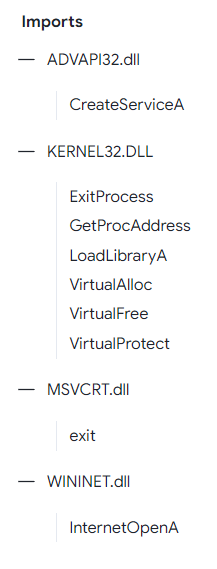 Imports
— ADVAPI32.dll
CreateServiceA
— KERNEL32.DLL
ExitProcess
GetProcAddress
LoadLibraryA
VirtualAlloc
VirtualFree
VirtualProtect
— MSVCRT.dll
exit
— WININET.dll
InternetOpenA